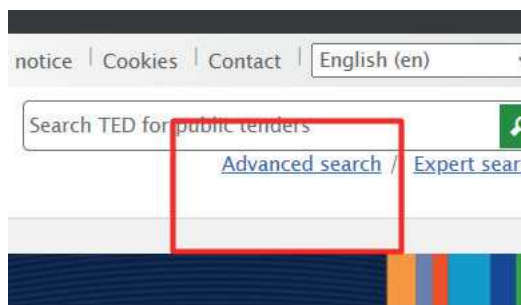 notice | Cookies | Contact | English (en)
Search TED for public tenders
Advanced search / Expert sear